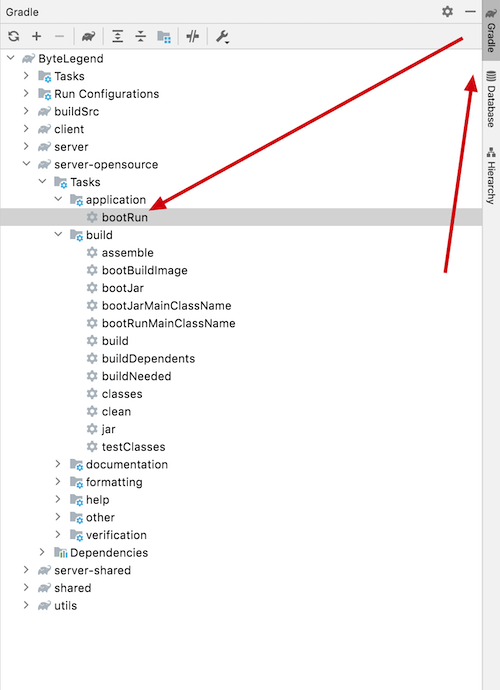 Gradle
ByteLegend
Tasks
Run Configurations
buildSrc
client
server
server-opensource
Tasks
application
bootRun
build
assemble
bootBuildImage
bootJar
bootJarMainClassName
bootRunMainClassName
build
buildDependents
buildNeeded
classes
clean
jar
testClasses
documentation
formatting
help
other
verification
Dependencies
server-shared
shared
utils
Gradle
Database
Hierarchy